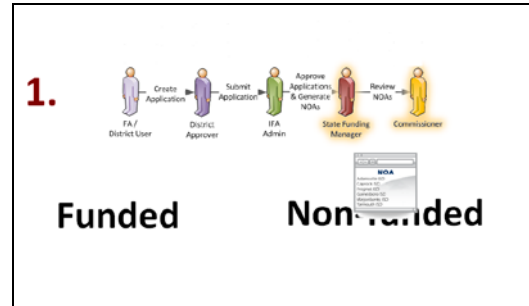 1.
Create
Application
Submit
Application
Approve
Applications
& Generate
NOAs
Review
NOAs
FA /
District User
District
Approver
IFA
Admin
State Funding
Manager
Commissioner
NOA
Funded
Non-funded